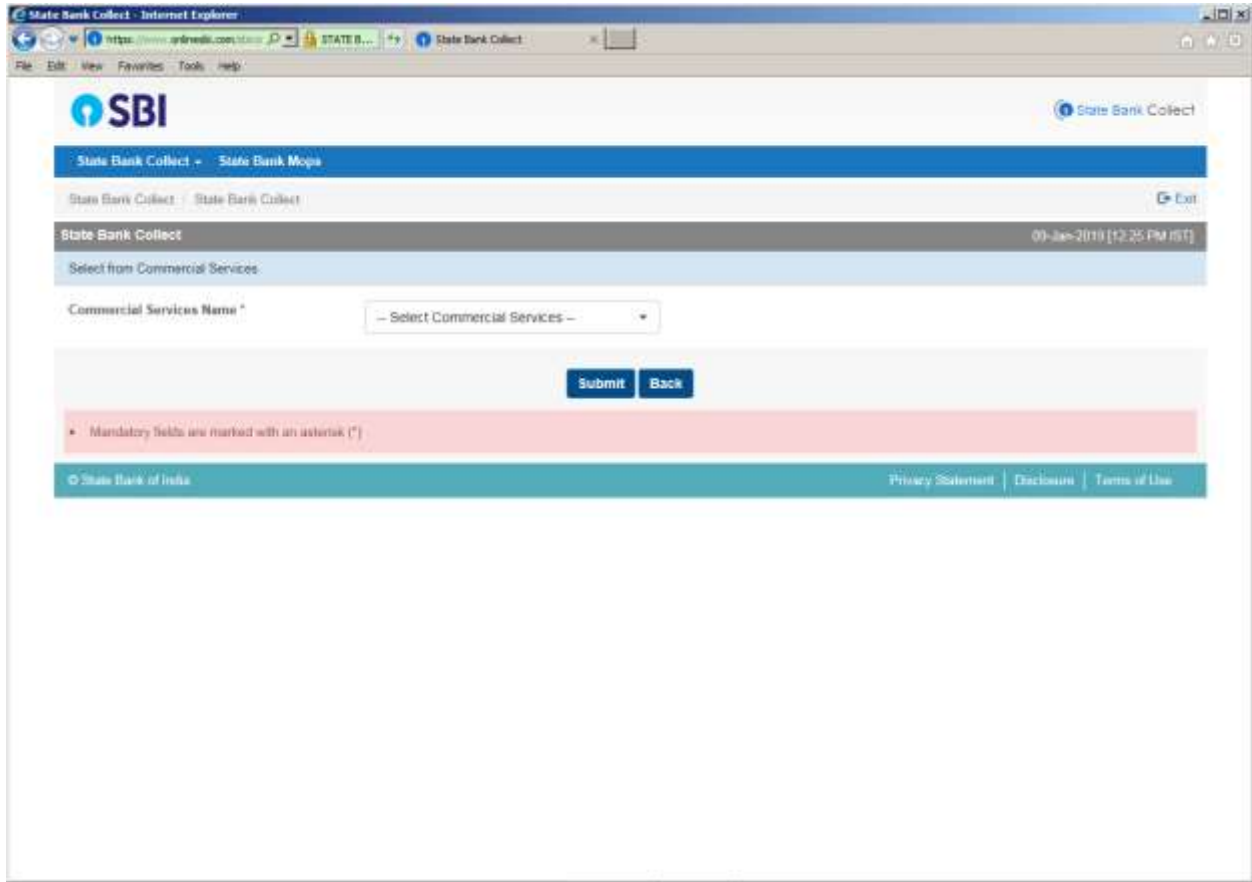 State Bank Collect - Internet Explorer
STATE B... State Bank Collect
File Edit View Favorites Tools Help
SBI
State Bank Collect
State Bank Collect State Bank Mops
State Bank Collect / State Bank Collect
Exit
State Bank Collect
[12:25 PM IST]
Select from Commercial Services
Commercial Services Name *
-- Select Commercial Services --
Submit Back
• Mandatory fields are marked with an asterisk (*)
© State Bank of India
Privacy Statement | Disclosure | Terms of Use